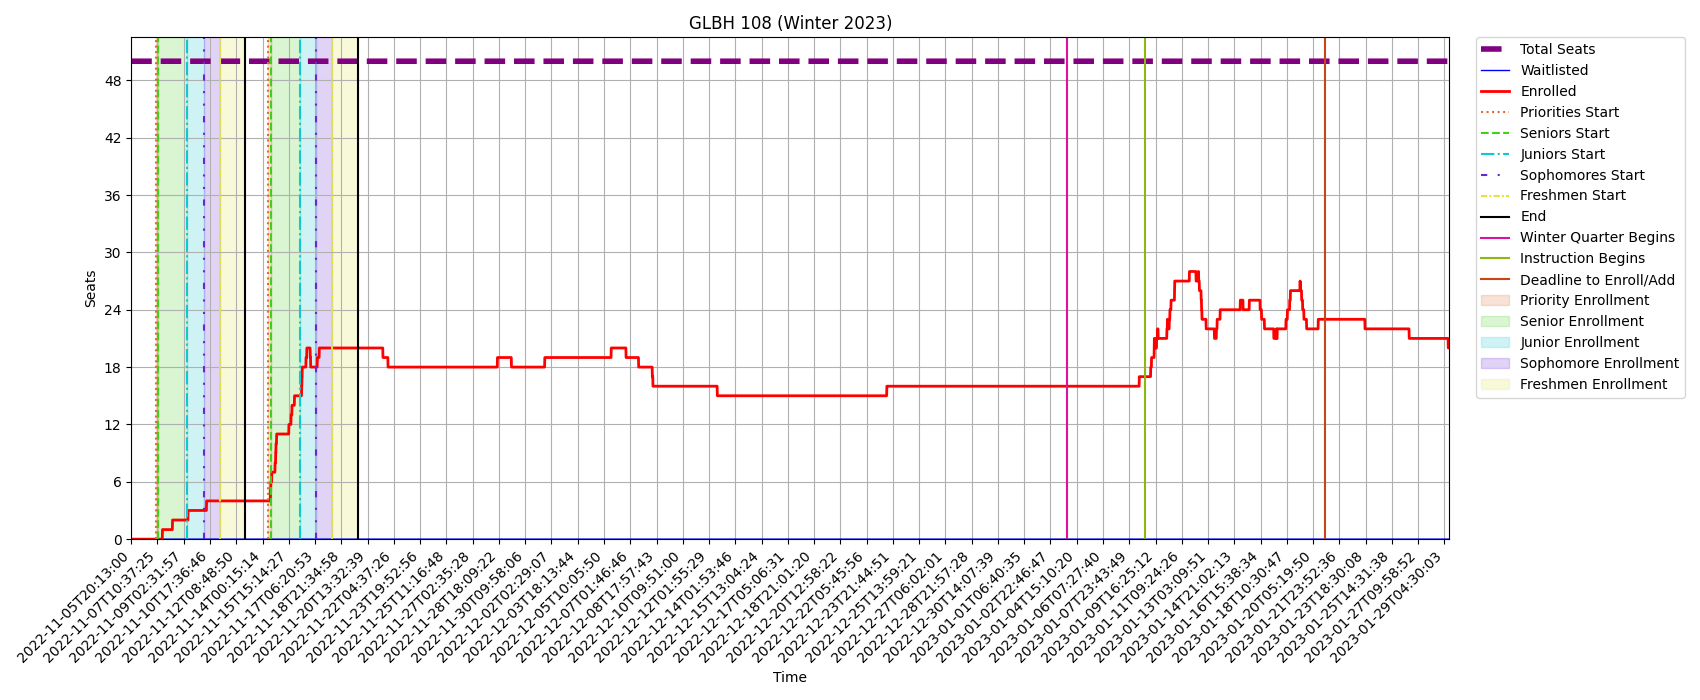 GLBH 108 (Winter 2023)
Seats
48
42
36
30
24
18
12
6
0
2022-11-05T20:13:00
2022-11-07T10:37:25
2022-11-09T02:31:57
2022-11-10T17:36:46
2022-11-12T08:48:50
2022-11-14T00:15:14
2022-11-15T15:14:27
2022-11-17T06:20:53
2022-11-18T21:34:58
2022-11-20T13:32:39
2022-11-22T04:37:26
2022-11-23T19:52:56
2022-11-25T11:16:48
2022-11-27T02:35:28
2022-11-28T18:09:22
2022-11-30T09:58:06
2022-12-02T02:29:07
2022-12-03T18:13:44
2022-12-05T10:05:50
2022-12-07T01:46:46
2022-12-08T17:57:43
2022-12-10T09:51:00
2022-12-12T01:55:29
2022-12-14T01:53:46
2022-12-15T13:04:24
2022-12-17T05:06:31
2022-12-18T21:01:20
2022-12-20T12:58:22
2022-12-22T05:45:56
2022-12-23T21:44:51
2022-12-25T13:59:21
2022-12-27T06:02:01
2022-12-28T21:57:28
2022-12-30T14:07:39
2023-01-01T06:40:35
2023-01-02T22:46:47
2023-01-04T15:10:20
2023-01-06T07:27:40
2023-01-07T23:43:49
2023-01-09T16:25:12
2023-01-11T09:24:26
2023-01-13T03:09:51
2023-01-14T21:02:13
2023-01-16T15:38:34
2023-01-18T10:30:47
2023-01-20T05:19:50
2023-01-21T23:52:36
2023-01-23T18:30:08
2023-01-25T14:31:38
2023-01-27T09:58:52
2023-01-29T04:30:03
Time
Total Seats
Waitlisted
Enrolled
Priorities Start
Seniors Start
Juniors Start
Sophomores Start
Freshmen Start
End
Winter Quarter Begins
Instruction Begins
Deadline to Enroll/Add
Priority Enrollment
Senior Enrollment
Junior Enrollment
Sophomore Enrollment
Freshmen Enrollment